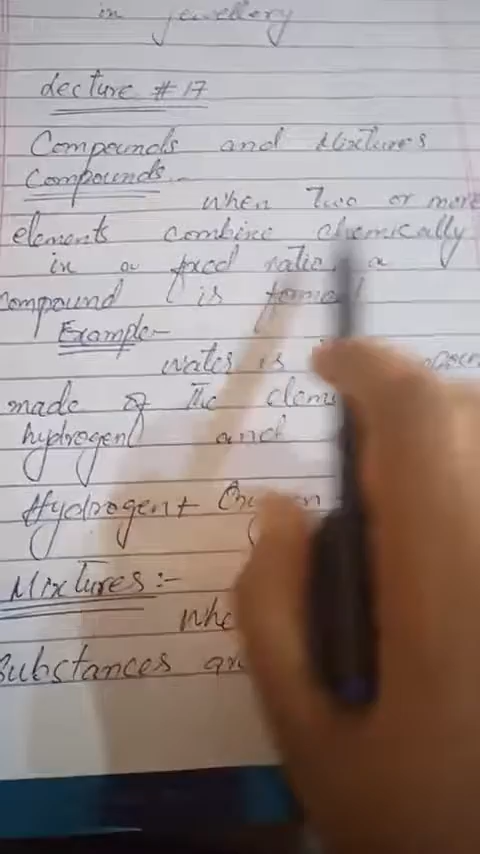 in jewellery
Lecture # 17
Compounds and Mixtures
Compounds.-
when Two or more
elements combine chemically
in a fixed ratio, a
compound is formed
Example:-
water is
made of The
hydrogen and
Hydrogen +
Mixtures :-
Substances